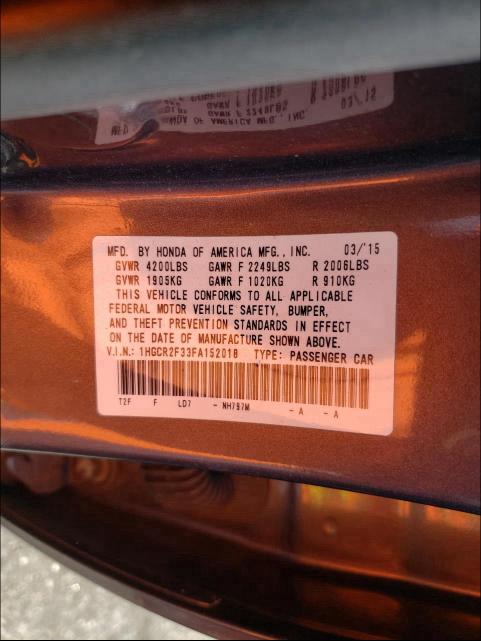 MFD. BY HONDA OF AMERICA MFG., INC. 03/'15
GVWR 4200LBS GAWR F 2249LBS R 2006LBS
GVWR 1905KG GAWR F 1020KG R 910KG
THIS VEHICLE CONFORMS TO ALL APPLICABLE
FEDERAL MOTOR VEHICLE SAFETY, BUMPER,
AND THEFT PREVENTION STANDARDS IN EFFECT
ON THE DATE OF MANUFACTURE SHOWN ABOVE.
V.I.N.: 1HGCR2F33FA152018 TYPE: PASSENGER CAR
T2F F LD7 - NH797M - A - A